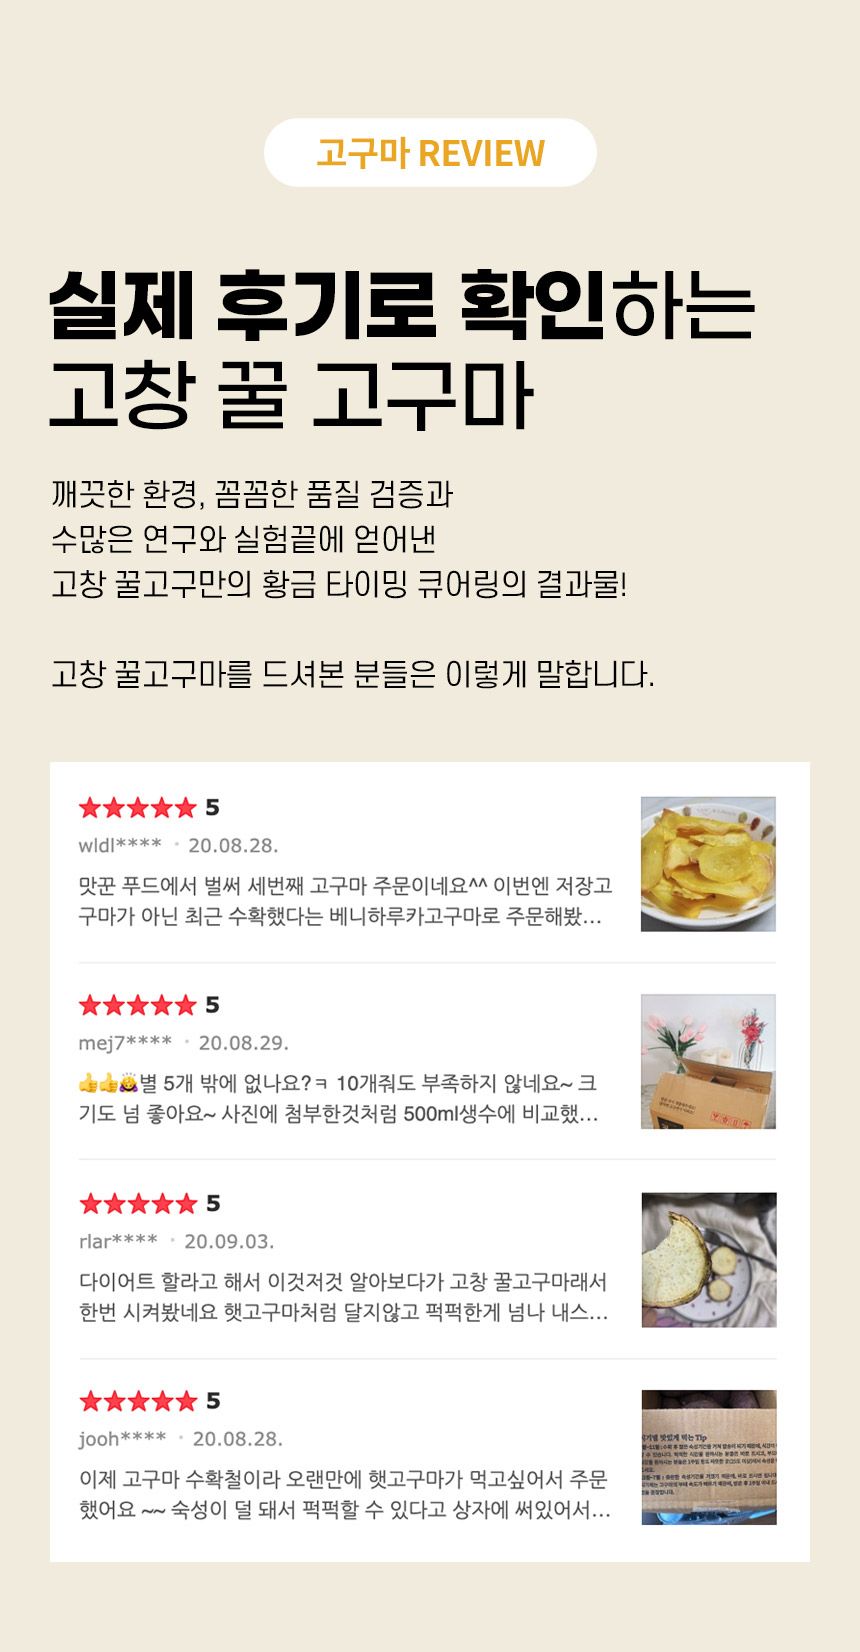 고구마 REVIEW
실제 후기로 확인하는
고창 꿀 고구마
깨끗한 환경, 꼼꼼한 품질 검증과
수많은 연구와 실험끝에 얻어낸
고창 꿀고구만의 황금 타이밍 큐어링의 결과물!
고창 꿀고구마를 드셔본 분들은 이렇게 말합니다.
★★★★★ 5
wldl**** · 20.08.28.
맛꾼 푸드에서 벌써 세번째 고구마 주문이네요^^ 이번엔 저장고
구마가 아닌 최근 수확했다는 베니하루카고구마로 주문해봤...
★★★★★ 5
mej7**** · 20.08.29.
👍👍🙇‍♀️별 5개 밖에 없나요?ㅋ 10개줘도 부족하지 않네요~ 크
기도 넘 좋아요~ 사진에 첨부한것처럼 500ml생수에 비교했...
★★★★★ 5
rlar**** · 20.09.03.
다이어트 할라고 해서 이것저것 알아보다가 고창 꿀고구마래서
한번 시켜봤네요 햇고구마처럼 달지않고 퍽퍽한게 넘나 내스...
★★★★★ 5
jooh**** · 20.08.28.
이제 고구마 수확철이라 오랜만에 햇고구마가 먹고싶어서 주문
했어요 ~~ 숙성이 덜 돼서 퍽퍽할 수 있다고 상자에 써있어서...
맛있게 먹는 Tip